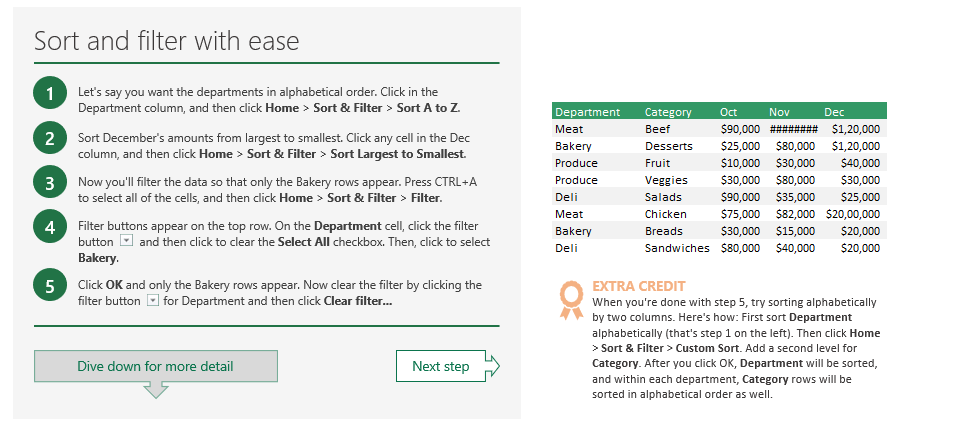 Sort and filter with ease
1
Let's say you want the departments in alphabetical order. Click in the
Department column, and then click Home > Sort & Filter > Sort A to Z.
2
Sort December's amounts from largest to smallest. Click any cell in the Dec
column, and then click Home > Sort & Filter > Sort Largest to Smallest.
3
Now you'll filter the data so that only the Bakery rows appear. Press CTRL+A
to select all of the cells, and then click Home > Sort & Filter > Filter.
4
Filter buttons appear on the top row. On the Department cell, click the filter
button and then click to clear the Select All checkbox. Then, click to select
Bakery.
5
Click OK and only the Bakery rows appear. Now clear the filter by clicking the
filter button for Department and then click Clear filter...
Dive down for more detail
Next step
Department Category Oct Nov Dec
Meat Beef $90,000 ######## $1,20,000
Bakery Desserts $25,000 $80,000 $1,20,000
Produce Fruit $10,000 $30,000 $40,000
Produce Veggies $30,000 $80,000 $30,000
Deli Salads $90,000 $35,000 $25,000
Meat Chicken $75,000 $82,000 $20,00,000
Bakery Breads $30,000 $15,000 $20,000
Deli Sandwiches $80,000 $40,000 $20,000
EXTRA CREDIT
When you're done with step 5, try sorting alphabetically
by two columns. Here's how: First sort Department
alphabetically (that's step 1 on the left). Then click Home
> Sort & Filter > Custom Sort. Add a second level for
Category. After you click OK, Department will be sorted,
and within each department, Category rows will be
sorted in alphabetical order as well.